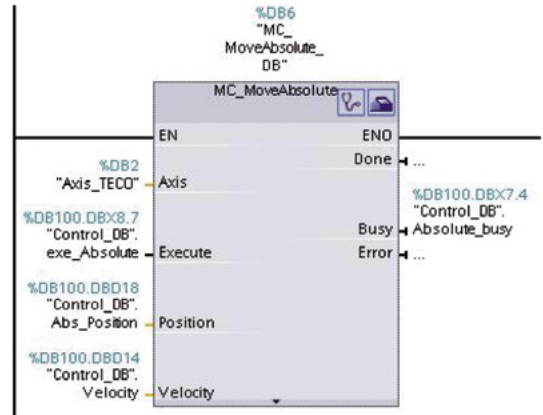 %DB6
"MC_
MoveAbsolute_
DB"
MC_MoveAbsolute
EN
ENO
Done
...
%DB2
"Axis_TECO"
Axis
%DB100.DBX7.4
"Control_DB".
Absolute_busy
Busy
%DB100.DBX8.7
"Control_DB".
exe_Absolute
Execute
Error
...
%DB100.DBD18
"Control_DB".
Abs_Position
Position
%DB100.DBD14
"Control_DB".
Velocity
Velocity